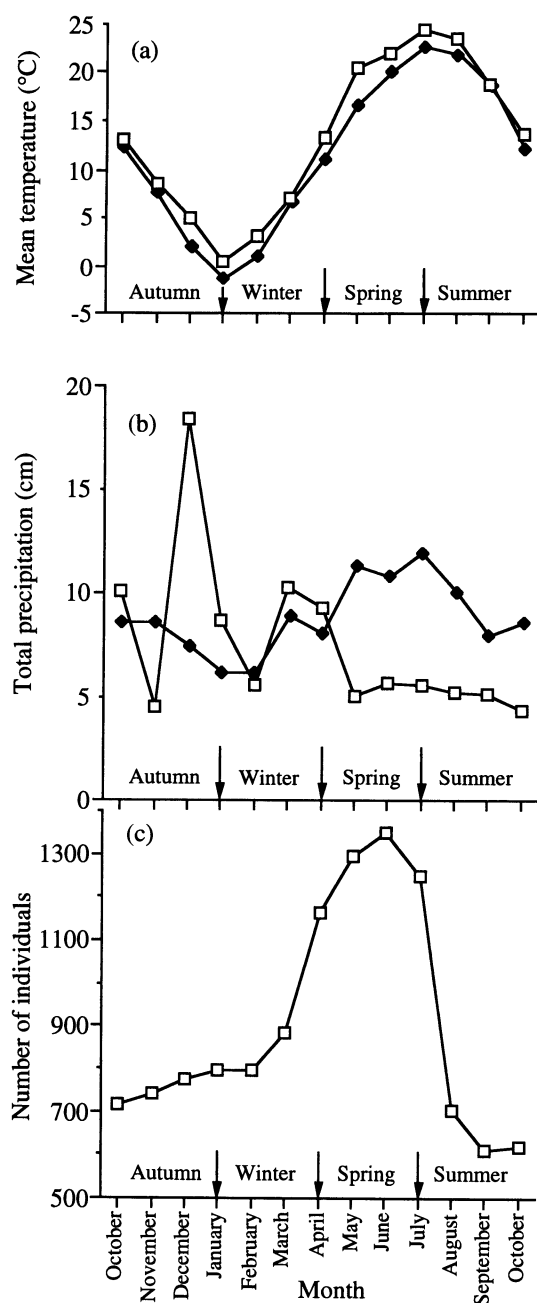 (a)
Mean temperature (°C)
25
20
15
10
5
0
-5
Autumn
Winter
Spring
Summer
(b)
Total precipitation (cm)
20
15
10
5
0
Autumn
Winter
Spring
Summer
(c)
Number of individuals
1300
1100
900
700
500
Autumn
Winter
Spring
Summer
October
November
December
January
February
March
April
May
June
July
August
September
October
Month